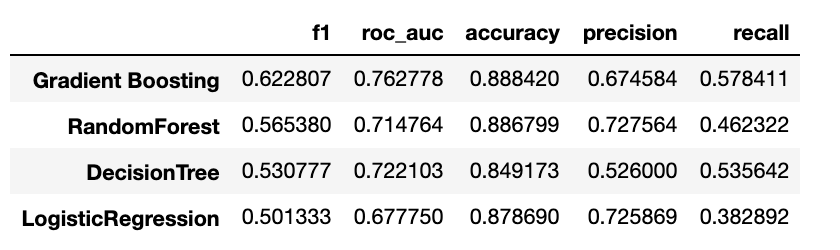 f1 roc_auc accuracy precision recall
Gradient Boosting 0.622807 0.762778 0.888420 0.674584 0.578411
RandomForest 0.565380 0.714764 0.886799 0.727564 0.462322
DecisionTree 0.530777 0.722103 0.849173 0.526000 0.535642
LogisticRegression 0.501333 0.677750 0.878690 0.725869 0.382892